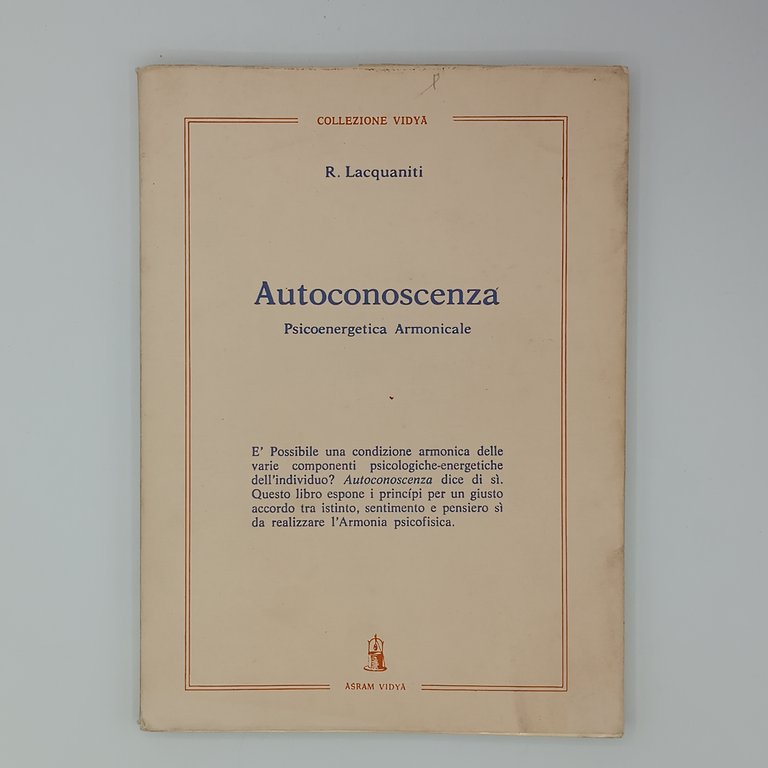 COLLEZIONE VIDYĀ
R. Lacquaniti
Autoconoscenza
Psicoenergetica Armonicale
E' Possibile una condizione armonica delle
varie componenti psicologiche-energetiche
dell'individuo? Autoconoscenza dice di sì.
Questo libro espone i princípi per un giusto
accordo tra istinto, sentimento e pensiero sì
da realizzare l'Armonia psicofisica.
ĀSRAM VIDYĀ